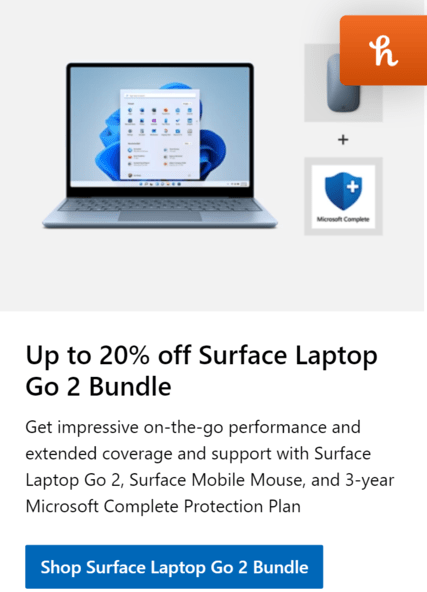 h
Microsoft Complete
Up to 20% off Surface Laptop
Go 2 Bundle
Get impressive on-the-go performance and
extended coverage and support with Surface
Laptop Go 2, Surface Mobile Mouse, and 3-year
Microsoft Complete Protection Plan
Shop Surface Laptop Go 2 Bundle